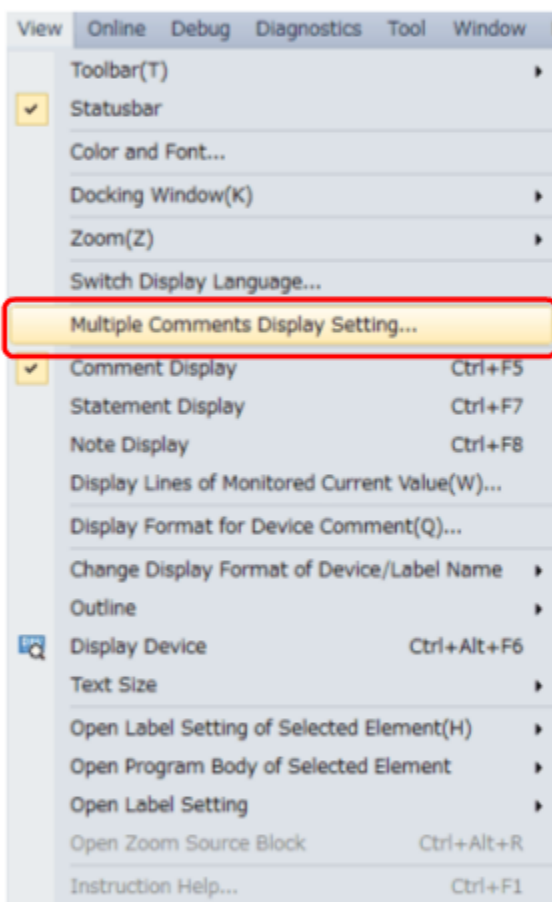 View Online Debug Diagnostics Tool Window
Toolbar(T)
Statusbar
Color and Font...
Docking Window(K)
Zoom(Z)
Switch Display Language...
Multiple Comments Display Setting...
Comment Display Ctrl+F5
Statement Display Ctrl+F7
Note Display Ctrl+F8
Display Lines of Monitored Current Value(W)...
Display Format for Device Comment(Q)...
Change Display Format of Device/Label Name
Outline
Display Device Ctrl+Alt+F6
Text Size
Open Label Setting of Selected Element(H)
Open Program Body of Selected Element
Open Label Setting
Open Zoom Source Block Ctrl+Alt+R
Instruction Help... Ctrl+F1